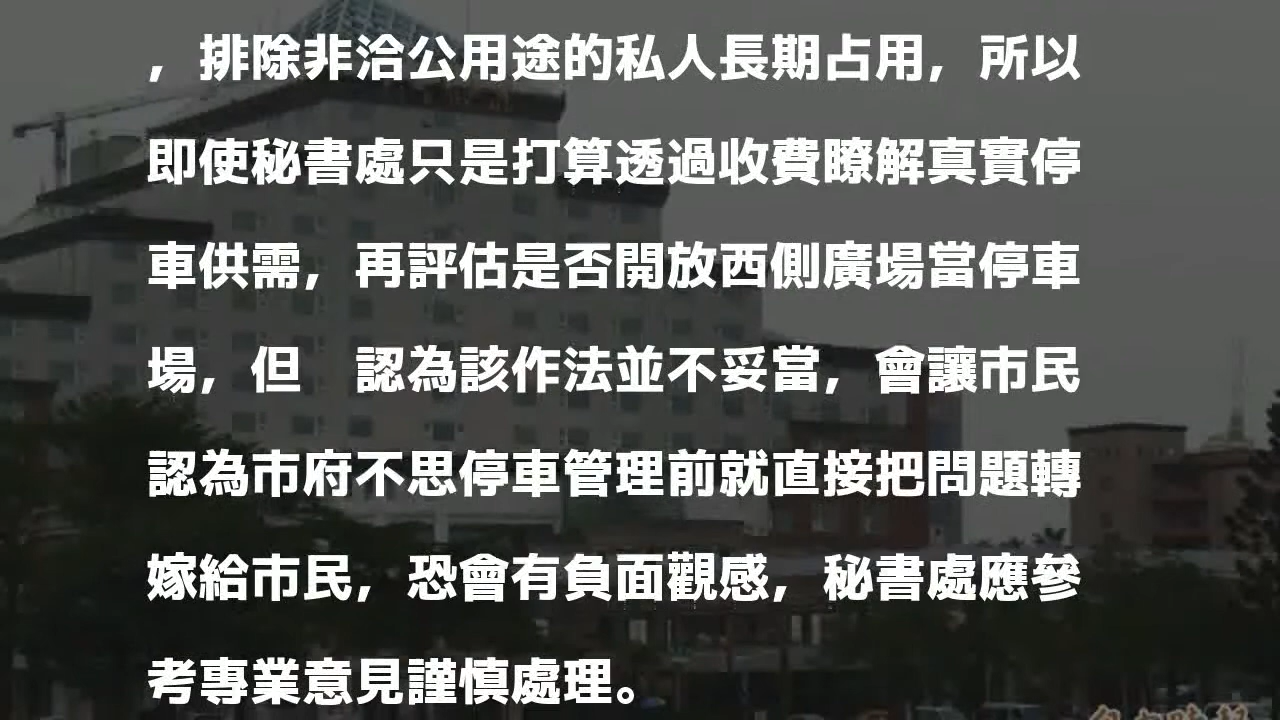 ，排除非洽公用途的私人長期占用，所以
即使秘書處只是打算透過收費瞭解真實停
車供需，再評估是否開放西側廣場當停車
場，但　認為該作法並不妥當，會讓市民
認為市府不思停車管理前就直接把問題轉
嫁給市民，恐會有負面觀感，秘書處應參
考專業意見謹慎處理。